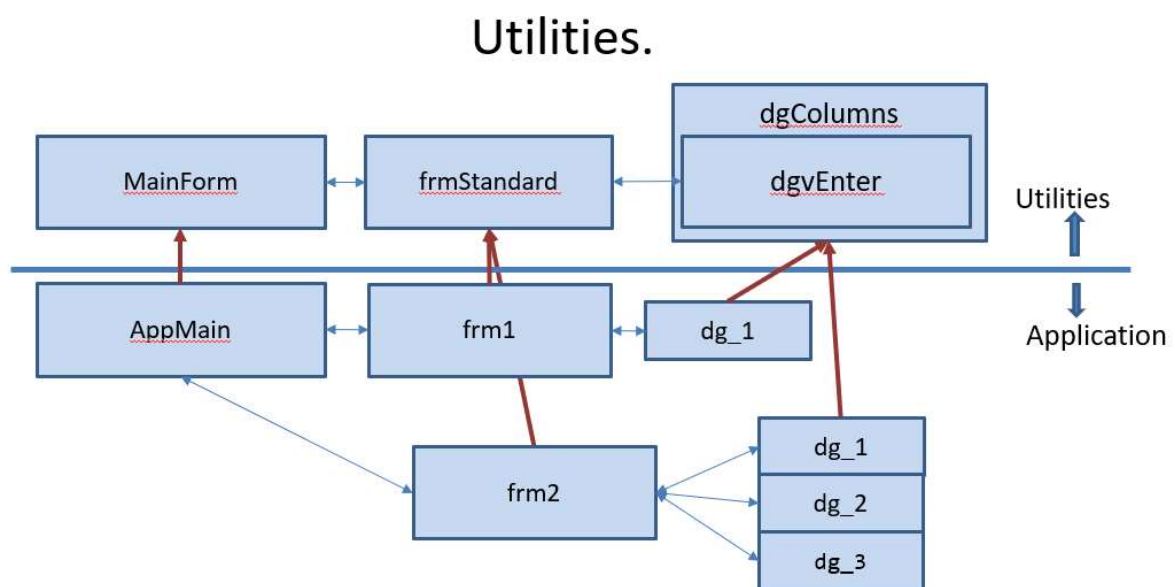 Utilities.
dgColumns
MainForm
frmStandard
dgvEnter
Utilities
AppMain
frm1
dg_1
Application
dg_1
frm2
dg_2
dg_3